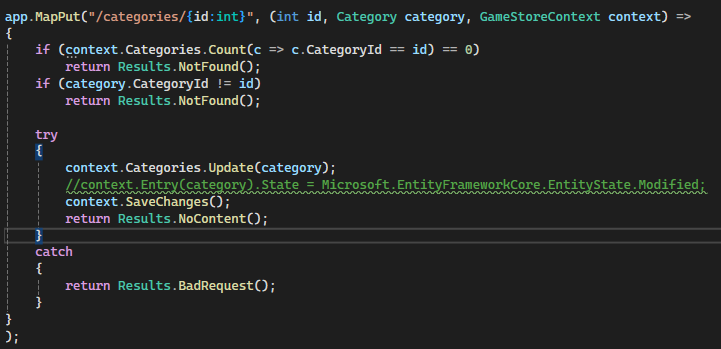 app.MapPut("/categories/{id:int}", (int id, Category category, GameStoreContext context) =>
{
    if (context.Categories.Count(c => c.CategoryId == id) == 0)
        return Results.NotFound();
    if (category.CategoryId != id)
        return Results.NotFound();

    try
    {
        context.Categories.Update(category);
        //context.Entry(category).State = Microsoft.EntityFrameworkCore.EntityState.Modified;
        context.SaveChanges();
        return Results.NoContent();
    }
    catch
    {
        return Results.BadRequest();
    }
}
);